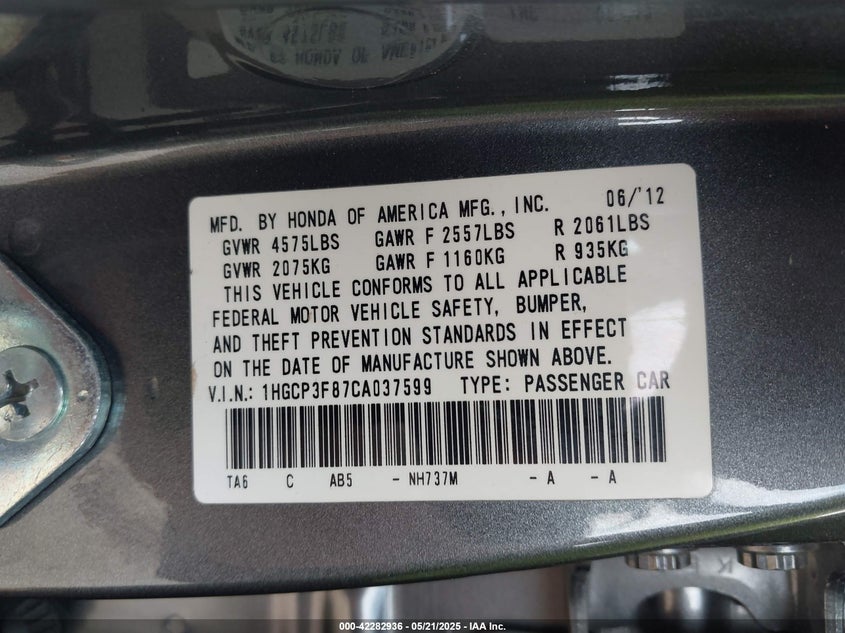 MFD. BY HONDA OF AMERICA MFG., INC. 06/'12
GVWR 4575LBS GAWR F 2557LBS R 2061LBS
GVWR 2075KG GAWR F 1160KG R 935KG
THIS VEHICLE CONFORMS TO ALL APPLICABLE
FEDERAL MOTOR VEHICLE SAFETY, BUMPER,
AND THEFT PREVENTION STANDARDS IN EFFECT
ON THE DATE OF MANUFACTURE SHOWN ABOVE.
V.I.N.: 1HGCP3F87CA037599 TYPE: PASSENGER CAR
TA6 C AB5 - NH737M - A - A
000-42282936 - 05/21/2025 - IAA Inc.